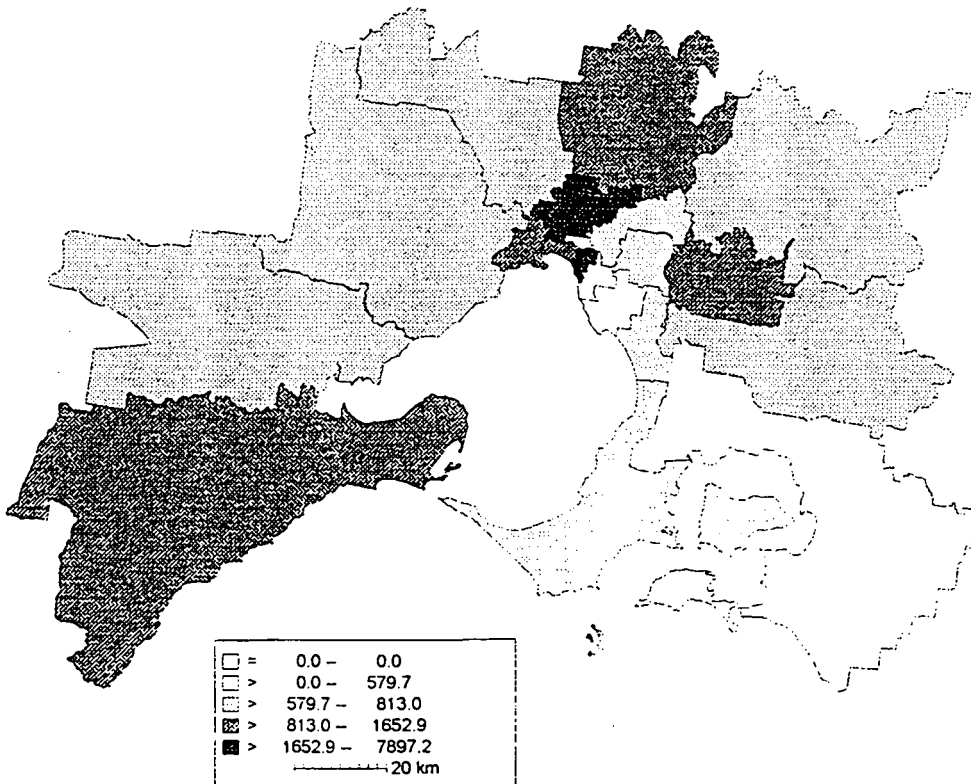 = 0.0 – 0.0
> 0.0 – 579.7
> 579.7 – 813.0
> 813.0 – 1652.9
> 1652.9 – 7897.2
20 km